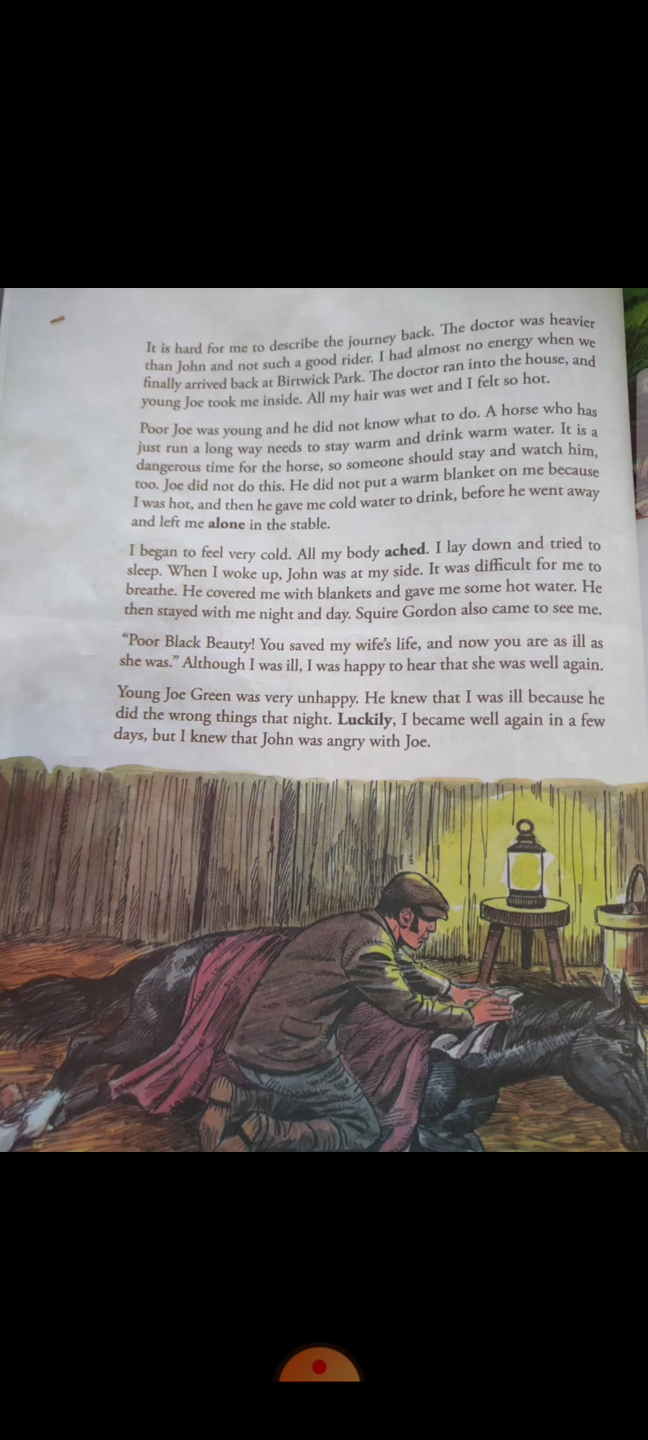 It is hard for me to describe the journey back. The doctor was heavier
than John and not such a good rider. I had almost no energy when we
finally arrived back at Birtwick Park. The doctor ran into the house, and
young Joe took me inside. All my hair was wet and I felt so hot.
Poor Joe was young and he did not know what to do. A horse who has
just run a long way needs to stay warm and drink warm water. It is a
dangerous time for the horse, so someone should stay and watch him,
too. Joe did not do this. He did not put a warm blanket on me because
I was hot, and then he gave me cold water to drink, before he went away
and left me alone in the stable.
I began to feel very cold. All my body ached. I lay down and tried to
sleep. When I woke up, John was at my side. It was difficult for me to
breathe. He covered me with blankets and gave me some hot water. He
then stayed with me night and day. Squire Gordon also came to see me.
“Poor Black Beauty! You saved my wife’s life, and now you are as ill as
she was.” Although I was ill, I was happy to hear that she was well again.
Young Joe Green was very unhappy. He knew that I was ill because he
did the wrong things that night. Luckily, I became well again in a few
days, but I knew that John was angry with Joe.